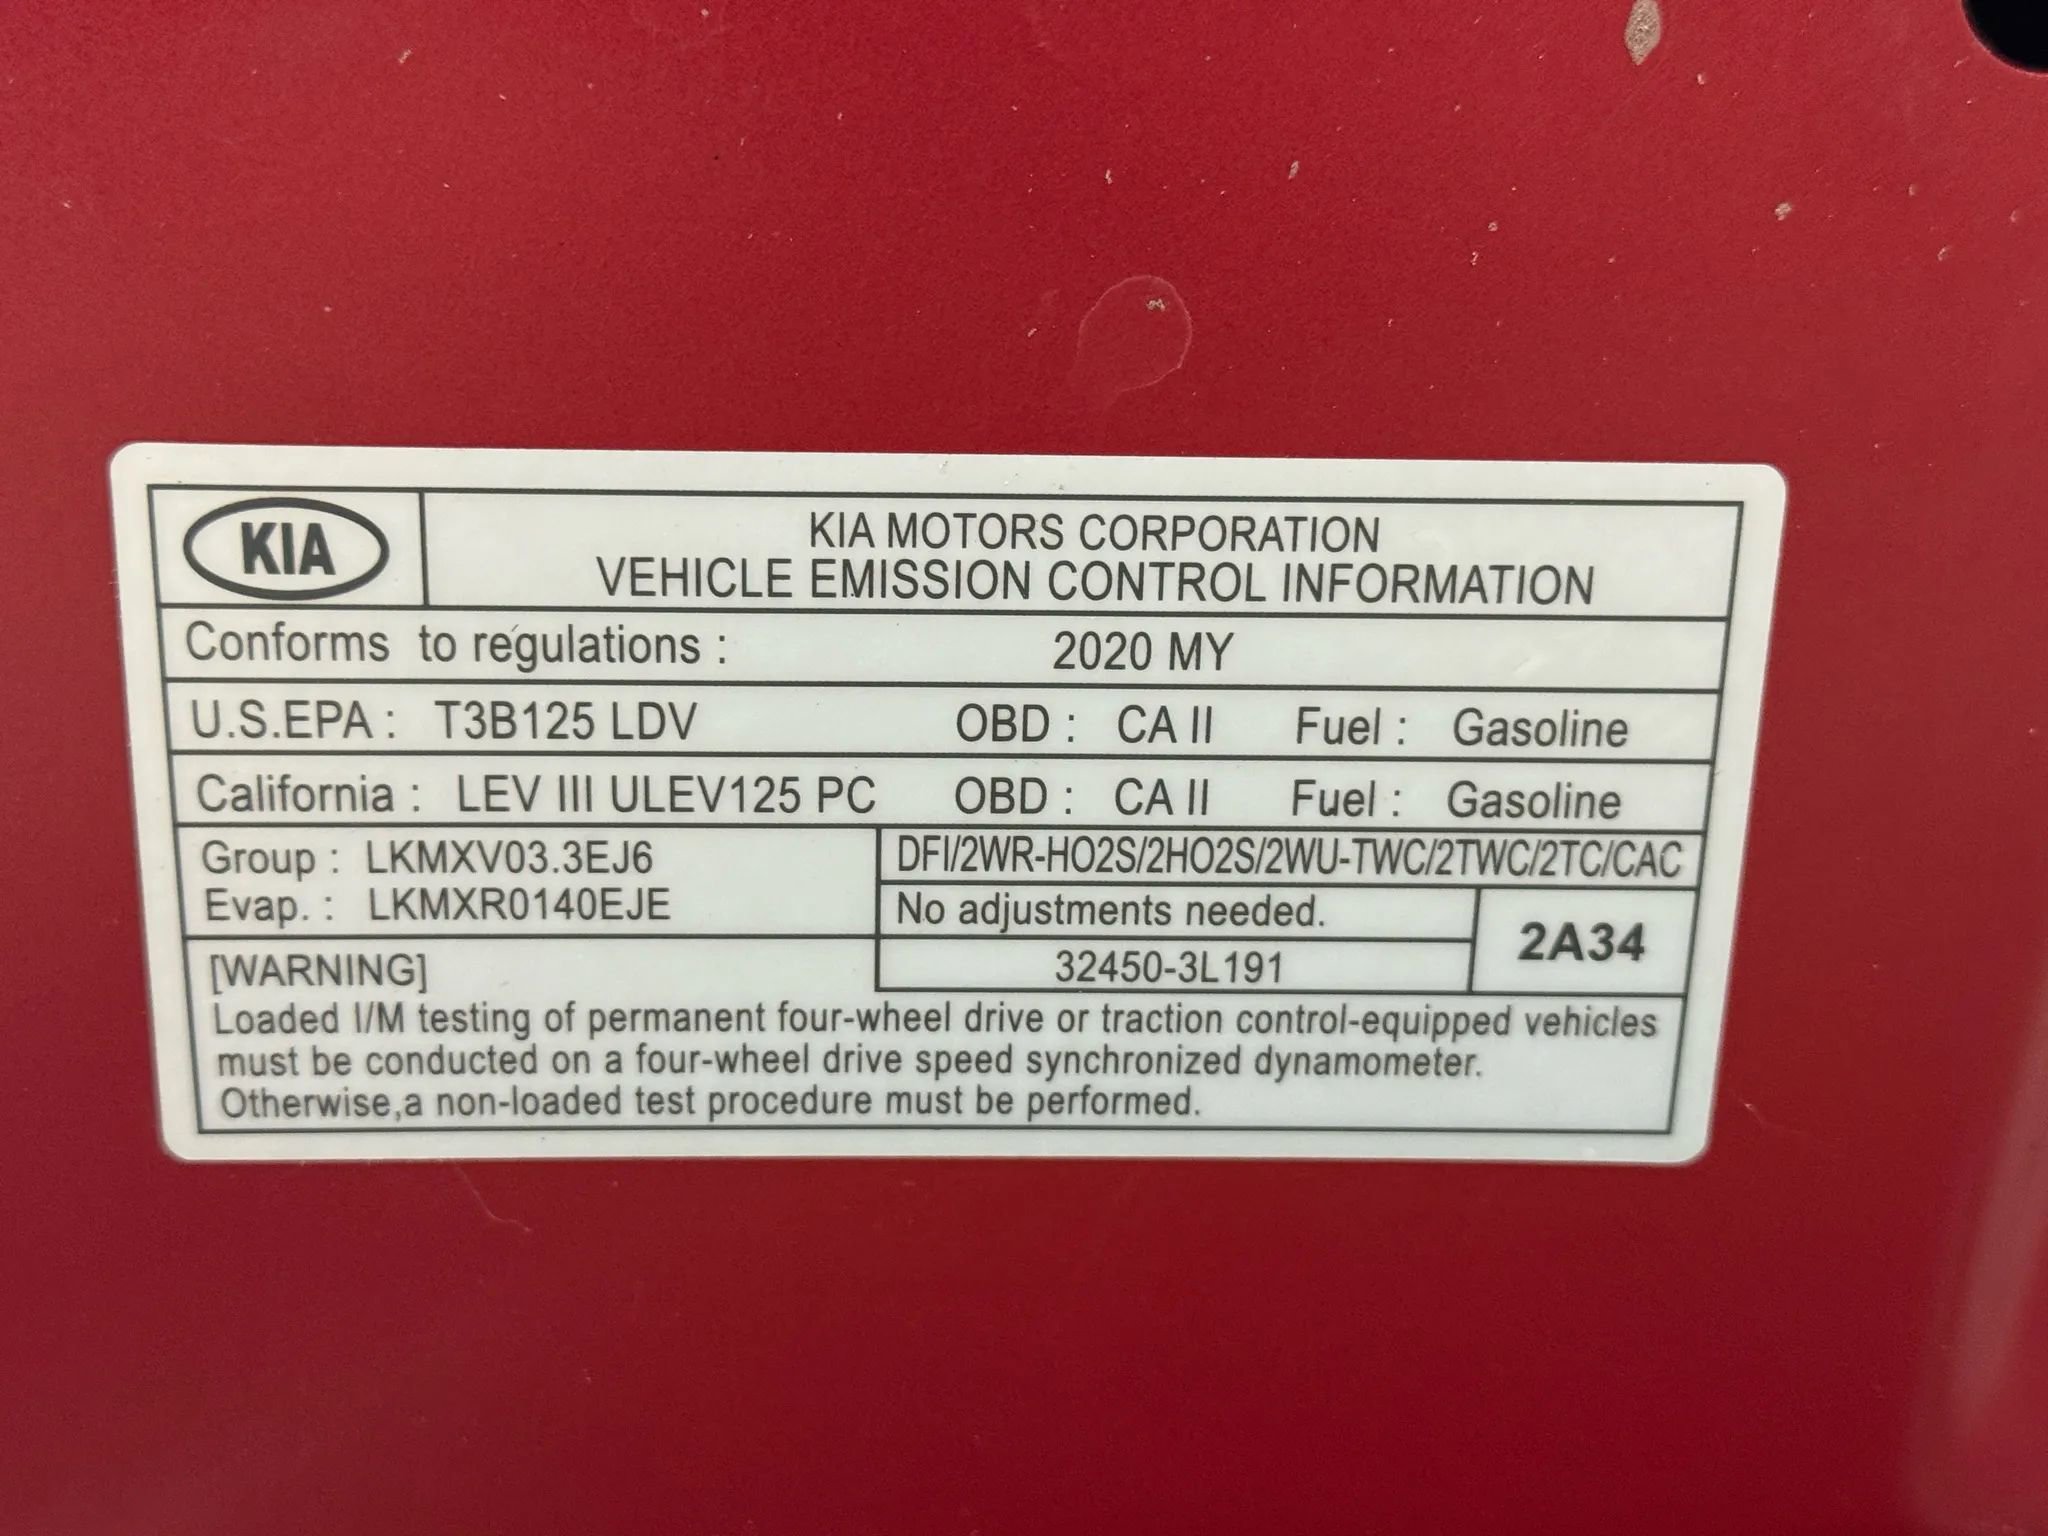 KIA
KIA MOTORS CORPORATION
VEHICLE EMISSION CONTROL INFORMATION
Conforms to regulations : 2020 MY
U.S.EPA : T3B125 LDV OBD : CA II Fuel : Gasoline
California : LEV III ULEV125 PC OBD : CA II Fuel : Gasoline
Group : LKMXV03.3EJ6
Evap. : LKMXR0140EJE
DFI/2WR-HO2S/2HO2S/2WU-TWC/2TWC/2TC/CAC
No adjustments needed.
32450-3L191
2A34
[WARNING]
Loaded I/M testing of permanent four-wheel drive or traction control-equipped vehicles
must be conducted on a four-wheel drive speed synchronized dynamometer.
Otherwise,a non-loaded test procedure must be performed.